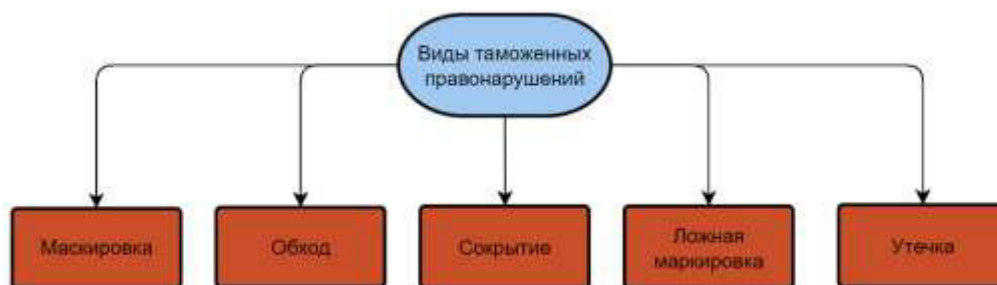 Виды таможенных
правонарушений
Маскировка
Обход
Сокрытие
Ложная
маркировка
Утечка